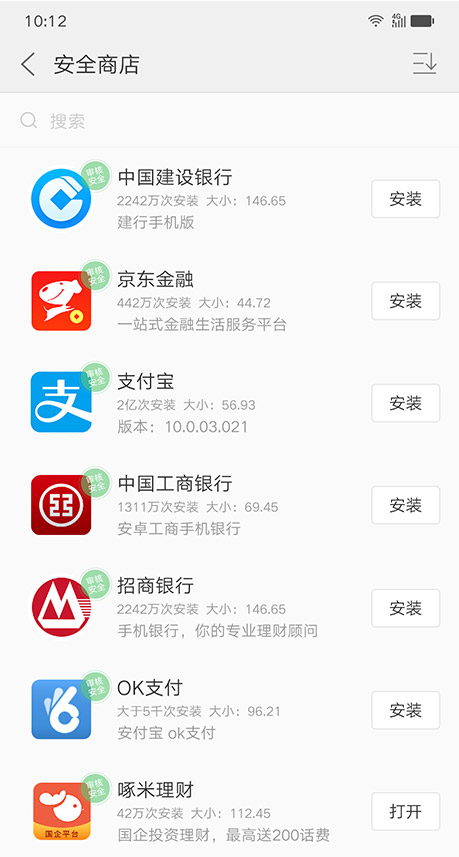 10:12
4G
安全商店
搜索
审核
安全
中国建设银行
2242万次安装 大小：146.65
建行手机版
安装
审核
安全
京东金融
442万次安装 大小：44.72
一站式金融生活服务平台
安装
审核
安全
支
支付宝
2亿次安装 大小：56.93
版本：10.0.03.021
安装
审核
安全
中国工商银行
1311万次安装 大小：69.45
安卓工商手机银行
安装
审核
安全
招商银行
2242万次安装 大小：146.65
手机银行，你的专业理财顾问
安装
审核
安全
OK支付
大于5千次安装 大小：96.21
安付宝 ok支付
安装
审核
安全
国企平台
啄米理财
42万次安装 大小：112.45
国企投资理财，最高送200话费
打开